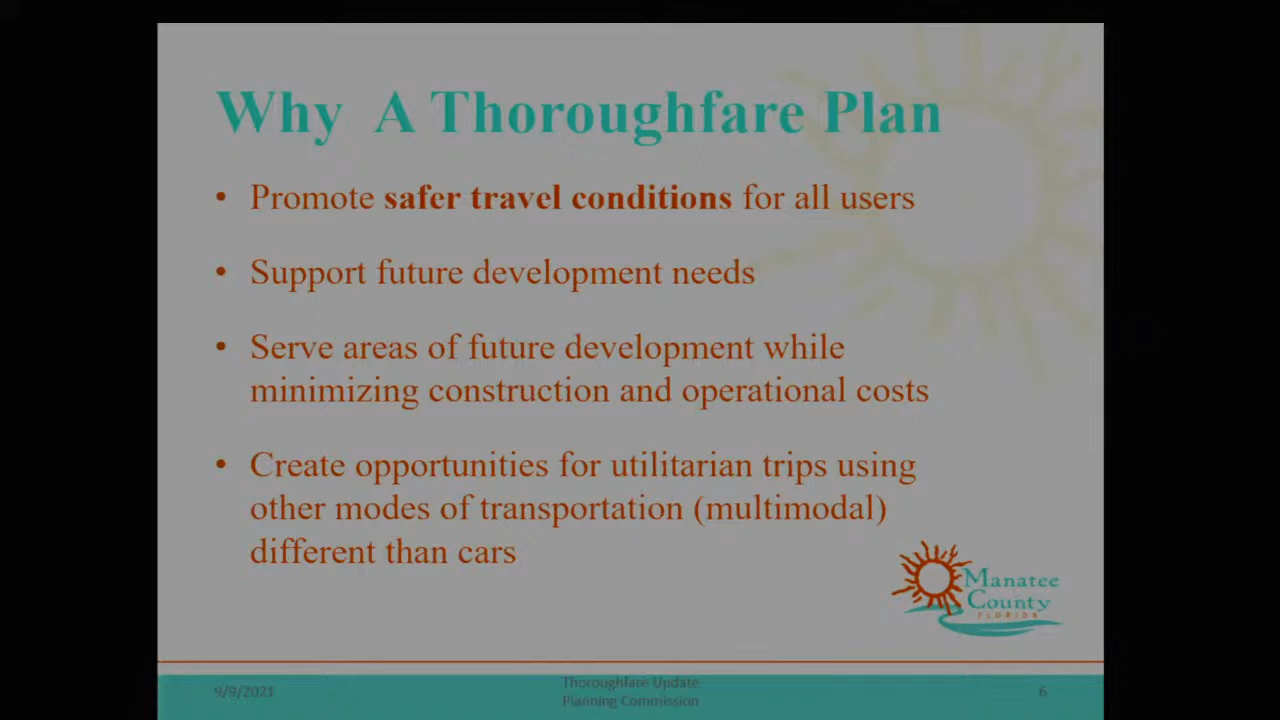 Why A Thoroughfare Plan
• Promote safer travel conditions for all users
• Support future development needs
• Serve areas of future development while
minimizing construction and operational costs
• Create opportunities for utilitarian trips using
other modes of transportation (multimodal)
different than cars
Manatee
County
FLORIDA
9/9/2021
Thoroughfare Update
Planning Commission
6